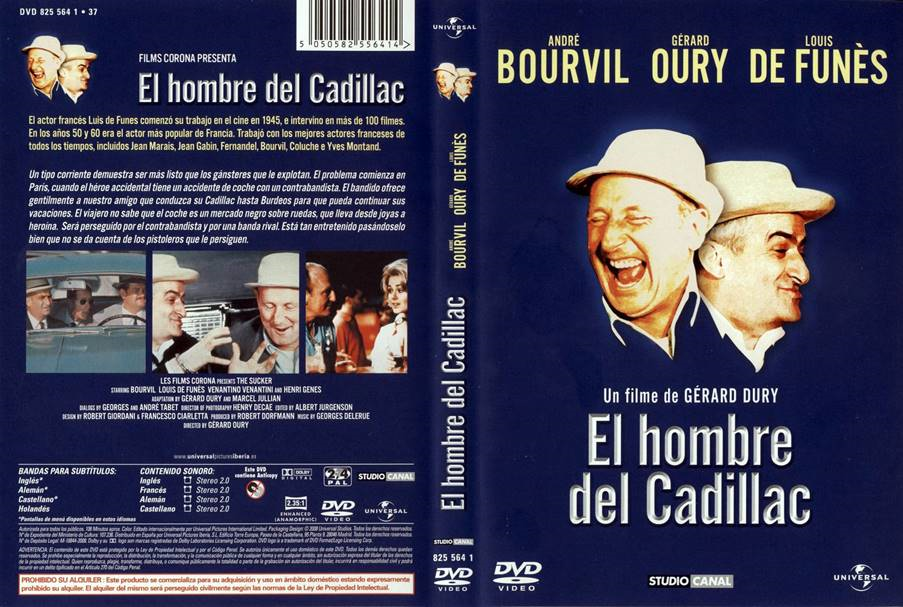 DVD 825 564 1 • 37
5 050582 556414 >
FILMS CORONA PRESENTA
El hombre del Cadillac
El actor francés Luis de Funes comenzó su trabajo en el cine en 1945, e intervino en más de 100 filmes.
En los años 50 y 60 era el actor más popular de Francia. Trabajó con los mejores actores franceses de
todos los tiempos, incluidos Jean Marais, Jean Gabin, Fernandel, Bourvil, Coluche e Yves Montand.
Un tipo corriente demuestra ser más listo que los gánsteres que le explotan. El problema comienza en
París, cuando el héroe accidental tiene un accidente de coche con un contrabandista. El bandido ofrece
gentilmente a nuestro amigo que conduzca su Cadillac hasta Burdeos para que pueda continuar sus
vacaciones. El viajero no sabe que el coche es un mercado negro sobre ruedas, que lleva desde joyas a
heroína. Será perseguido por el contrabandista y por una banda rival. Está tan entretenido pasándoselo
bien que no se da cuenta de los pistoleros que le persiguen.
LES FILMS CORONA PRESENTS THE SUCKER
STARRING BOURVIL LOUIS DE FUNÈS VENANTINO VENANTINI AND HENRI GENES
ADAPTATION BY GÉRARD OURY AND MARCEL JULLIAN
DIALOGS BY GEORGES AND ANDRÉ TABET DIRECTOR OF PHOTOGRAPHY HENRY DECAE EDITED BY ALBERT JURGENSON
DESIGN BY ROBERT GIORDANI & FRANCESCO CIARLETTA PRODUCED BY ROBERT DORFMANN MUSIC BY GEORGES DELERUE
DIRECTED BY GÉRARD OURY
www.universalpicturesiberia.es
BANDAS PARA SUBTÍTULOS:
Inglés*
Alemán*
Castellano*
Holandés
*Pantallas de menú disponibles en estos idiomas
CONTENIDO SONORO:
Inglés Stereo 2.0
Francés Stereo 2.0
Alemán Stereo 2.0
Castellano Stereo 2.0
Este DVD
contiene Anticopy
DOLBY
DIGITAL
2,4
PAL
STUDIO CANAL
2.35:1
ENHANCED
(ANAMORPHIC)
DVD
VIDEO
UNIVERSAL
PROHIBIDO SU ALQUILER : Este producto se comercializa para su adquisición y uso en ámbito doméstico estando expresamente
prohibido su alquiler. El alquiler del mismo será perseguido civilmente según las normas de la Ley de Propiedad Intelectual.
UNIVERSAL
ANDRÉ BOURVIL
GÉRARD OURY
LOUIS DE FUNÈS
El hombre del Cadillac
STUDIO CANAL
825 564 1
DVD
VIDEO
ANDRÉ GÉRARD LOUIS
BOURVIL OURY DE FUNÈS
Un filme de GÉRARD DURY
El hombre
del Cadillac
DVD
VIDEO
STUDIO CANAL
UNIVERSAL